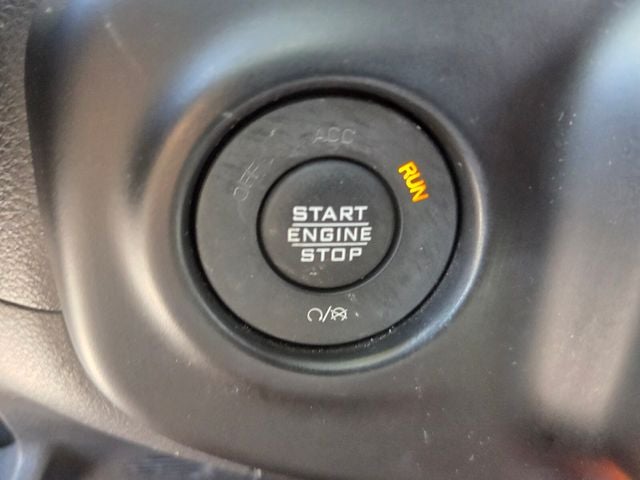 OFF
ACC
RUN
START
ENGINE
STOP